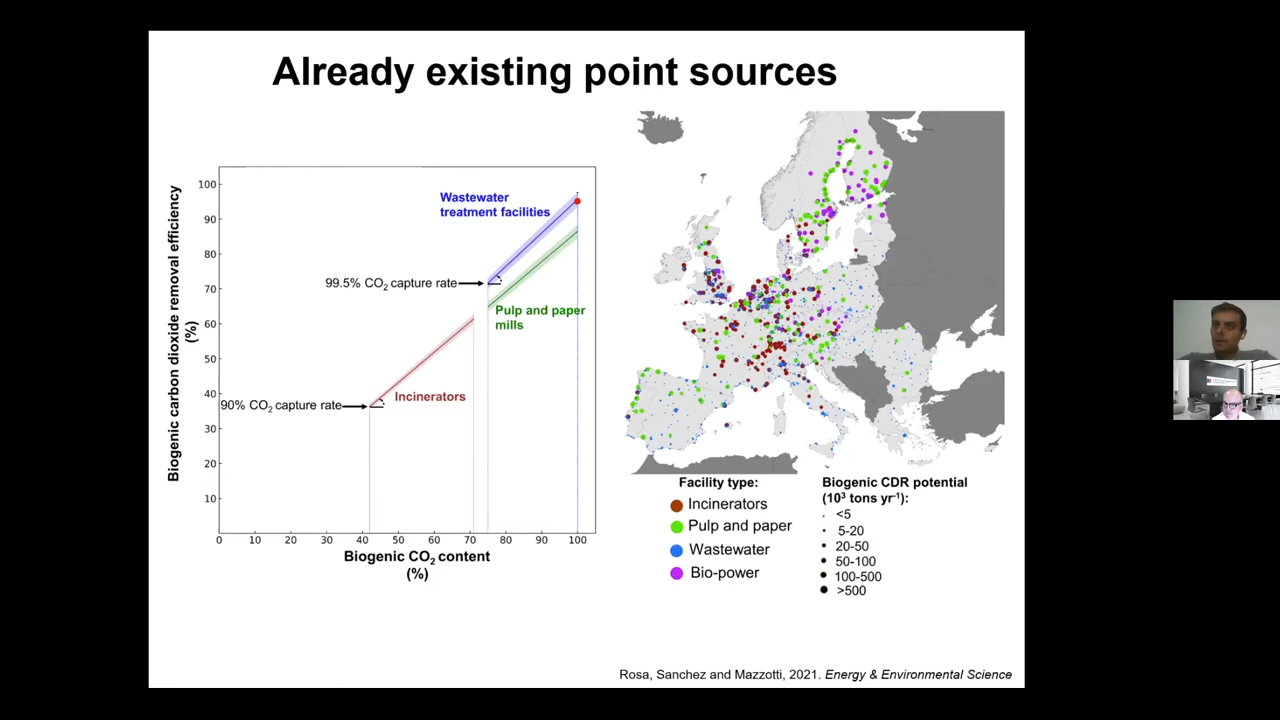 Already existing point sources
Biogenic carbon dioxide removal efficiency
(%)
100
90
80
70
60
50
40
30
20
10
Wastewater
treatment facilities
99.5% CO2 capture rate
Pulp and paper
mills
90% CO2 capture rate
Incinerators
0 10 20 30 40 50 60 70 80 90 100
Biogenic CO2 content
(%)
Facility type:
Incinerators
Pulp and paper
Wastewater
Bio-power
Biogenic CDR potential
(10³ tons yr⁻¹):
<5
5-20
20-50
50-100
100-500
>500
Rosa, Sanchez and Mazzotti, 2021. Energy & Environmental Science